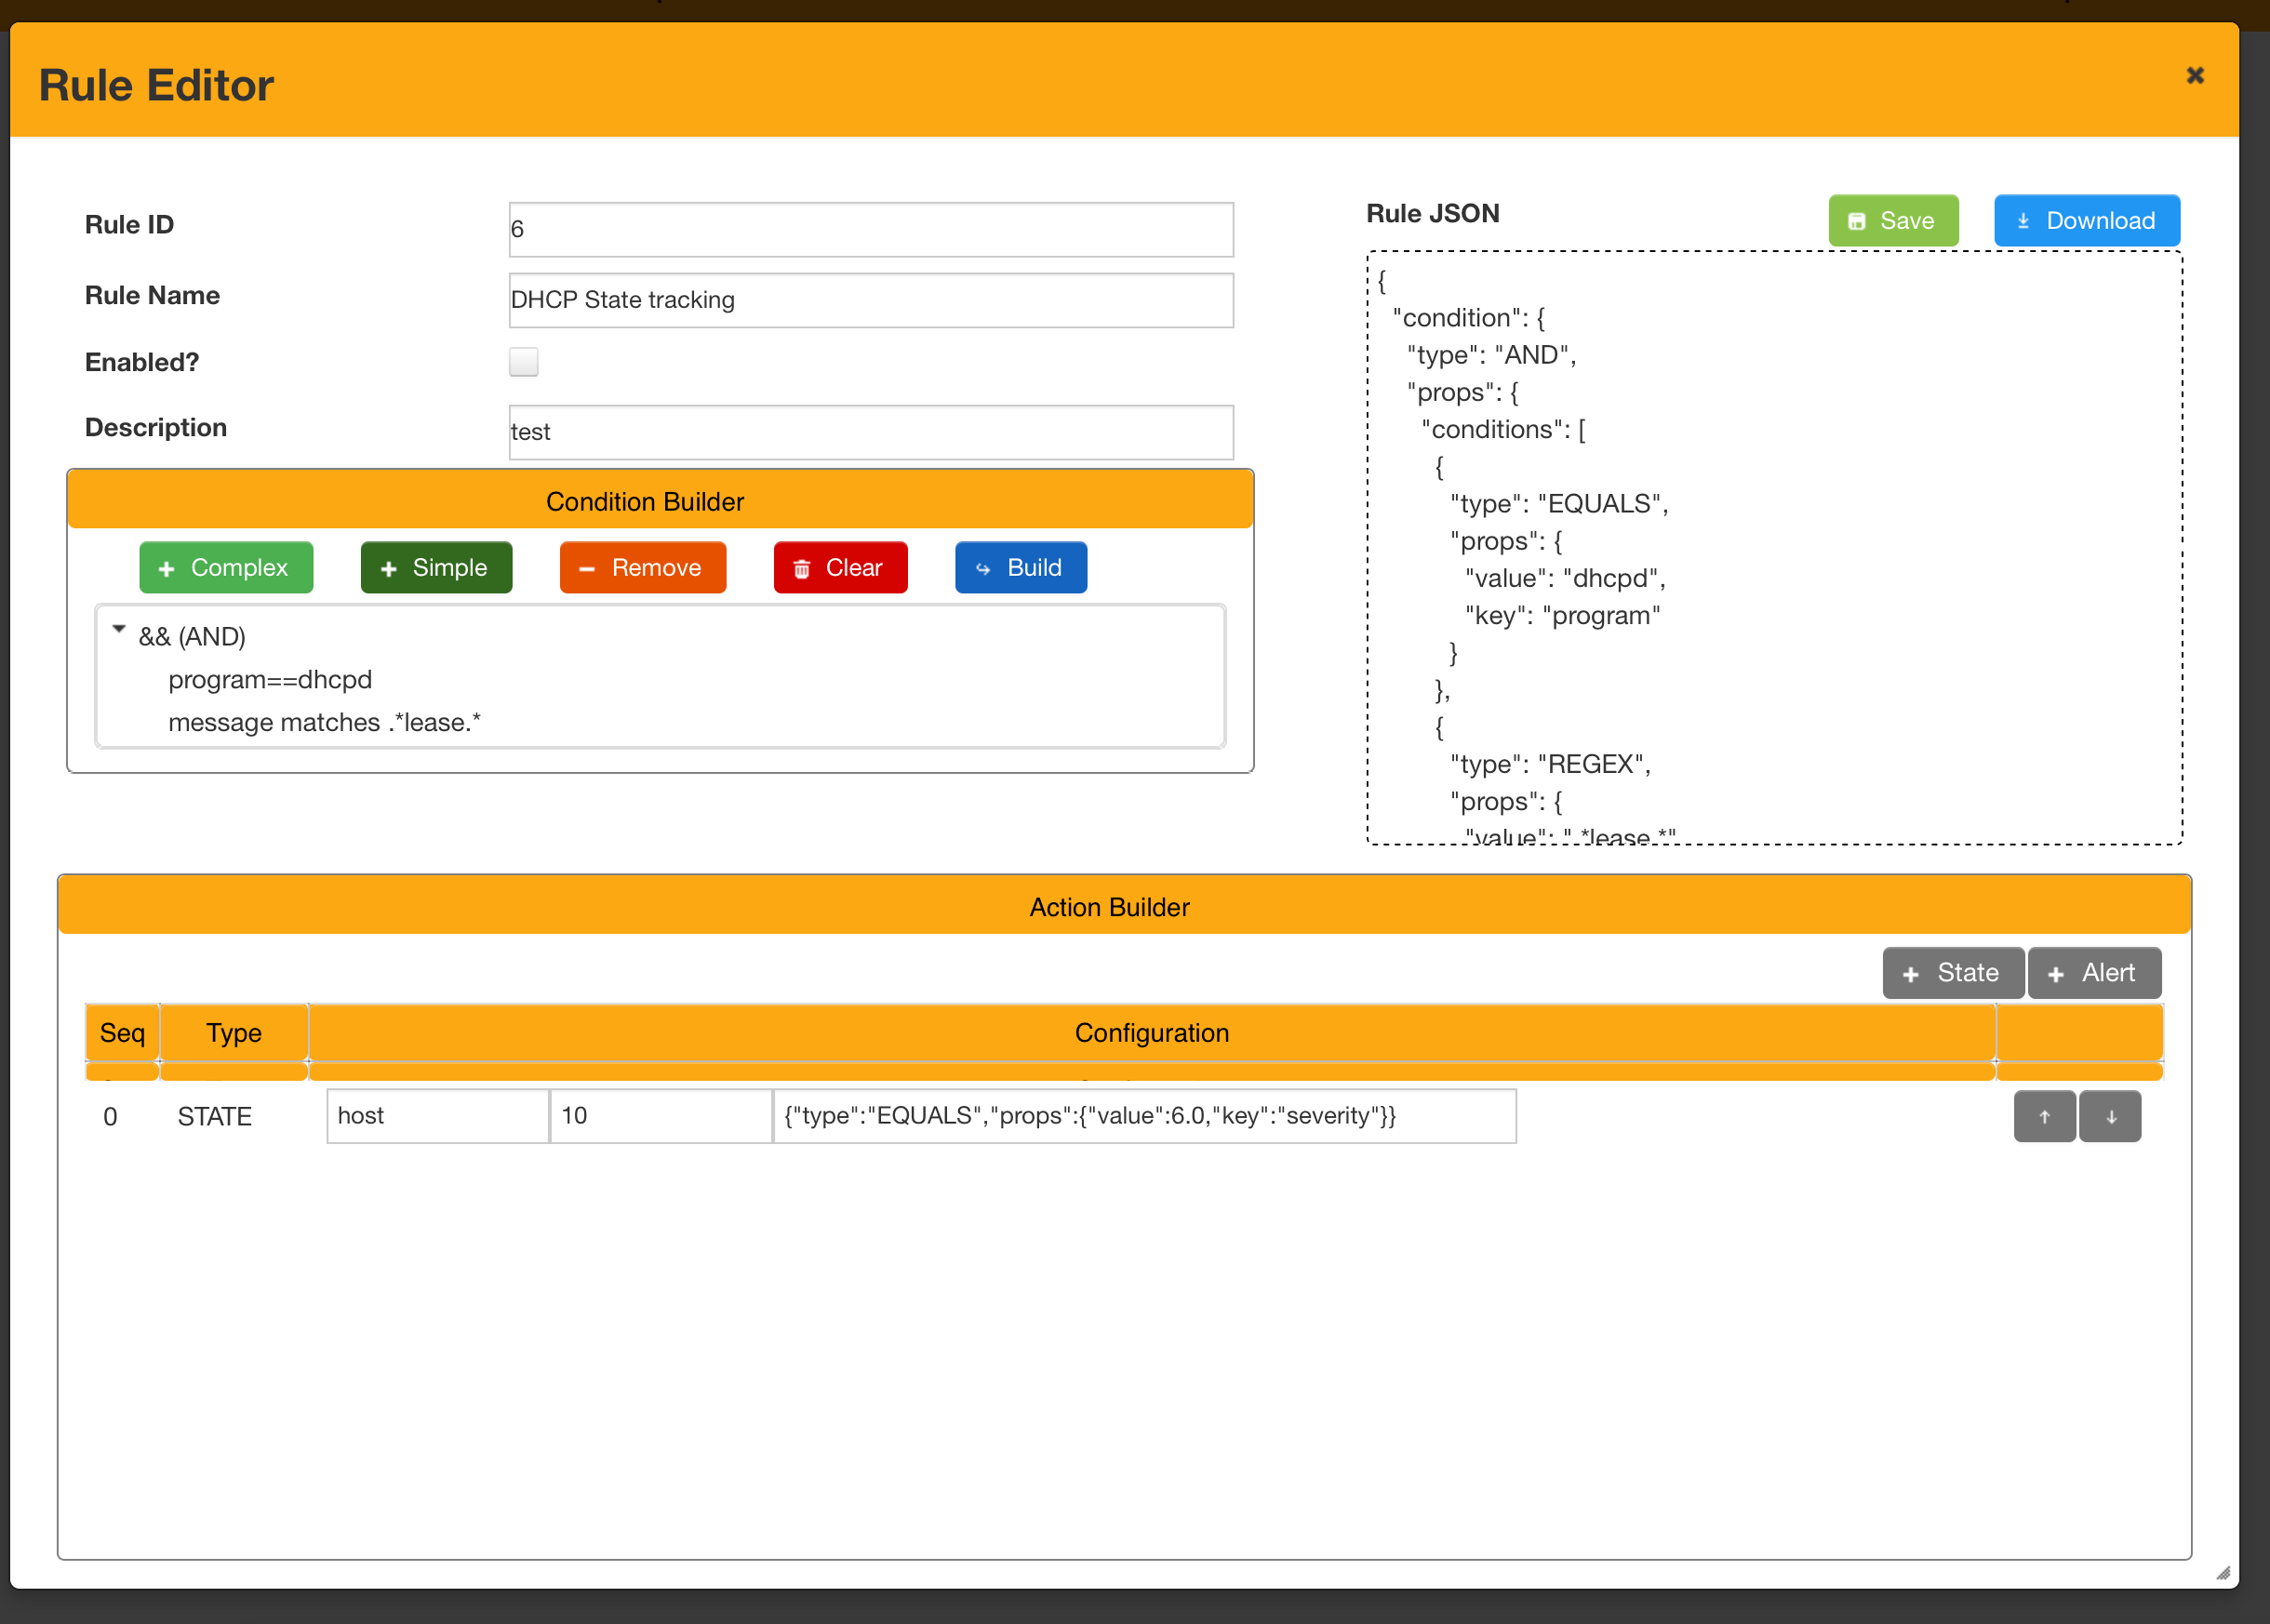 Rule Editor
Rule ID
6
Rule Name
DHCP State tracking
Enabled?
Description
test
Condition Builder
Complex
Simple
Remove
Clear
Build
&& (AND)
program==dhcpd
message matches .*lease.*
Rule JSON
Save
Download
{
"condition": {
"type": "AND",
"props": {
"conditions": [
{
"type": "EQUALS",
"props": {
"value": "dhcpd",
"key": "program"
}
},
{
"type": "REGEX",
"props": {
"value": ".*lease.*"
Action Builder
State
Alert
Seq Type Configuration
0 STATE host 10 {"type":"EQUALS","props":{"value":6.0,"key":"severity"}}